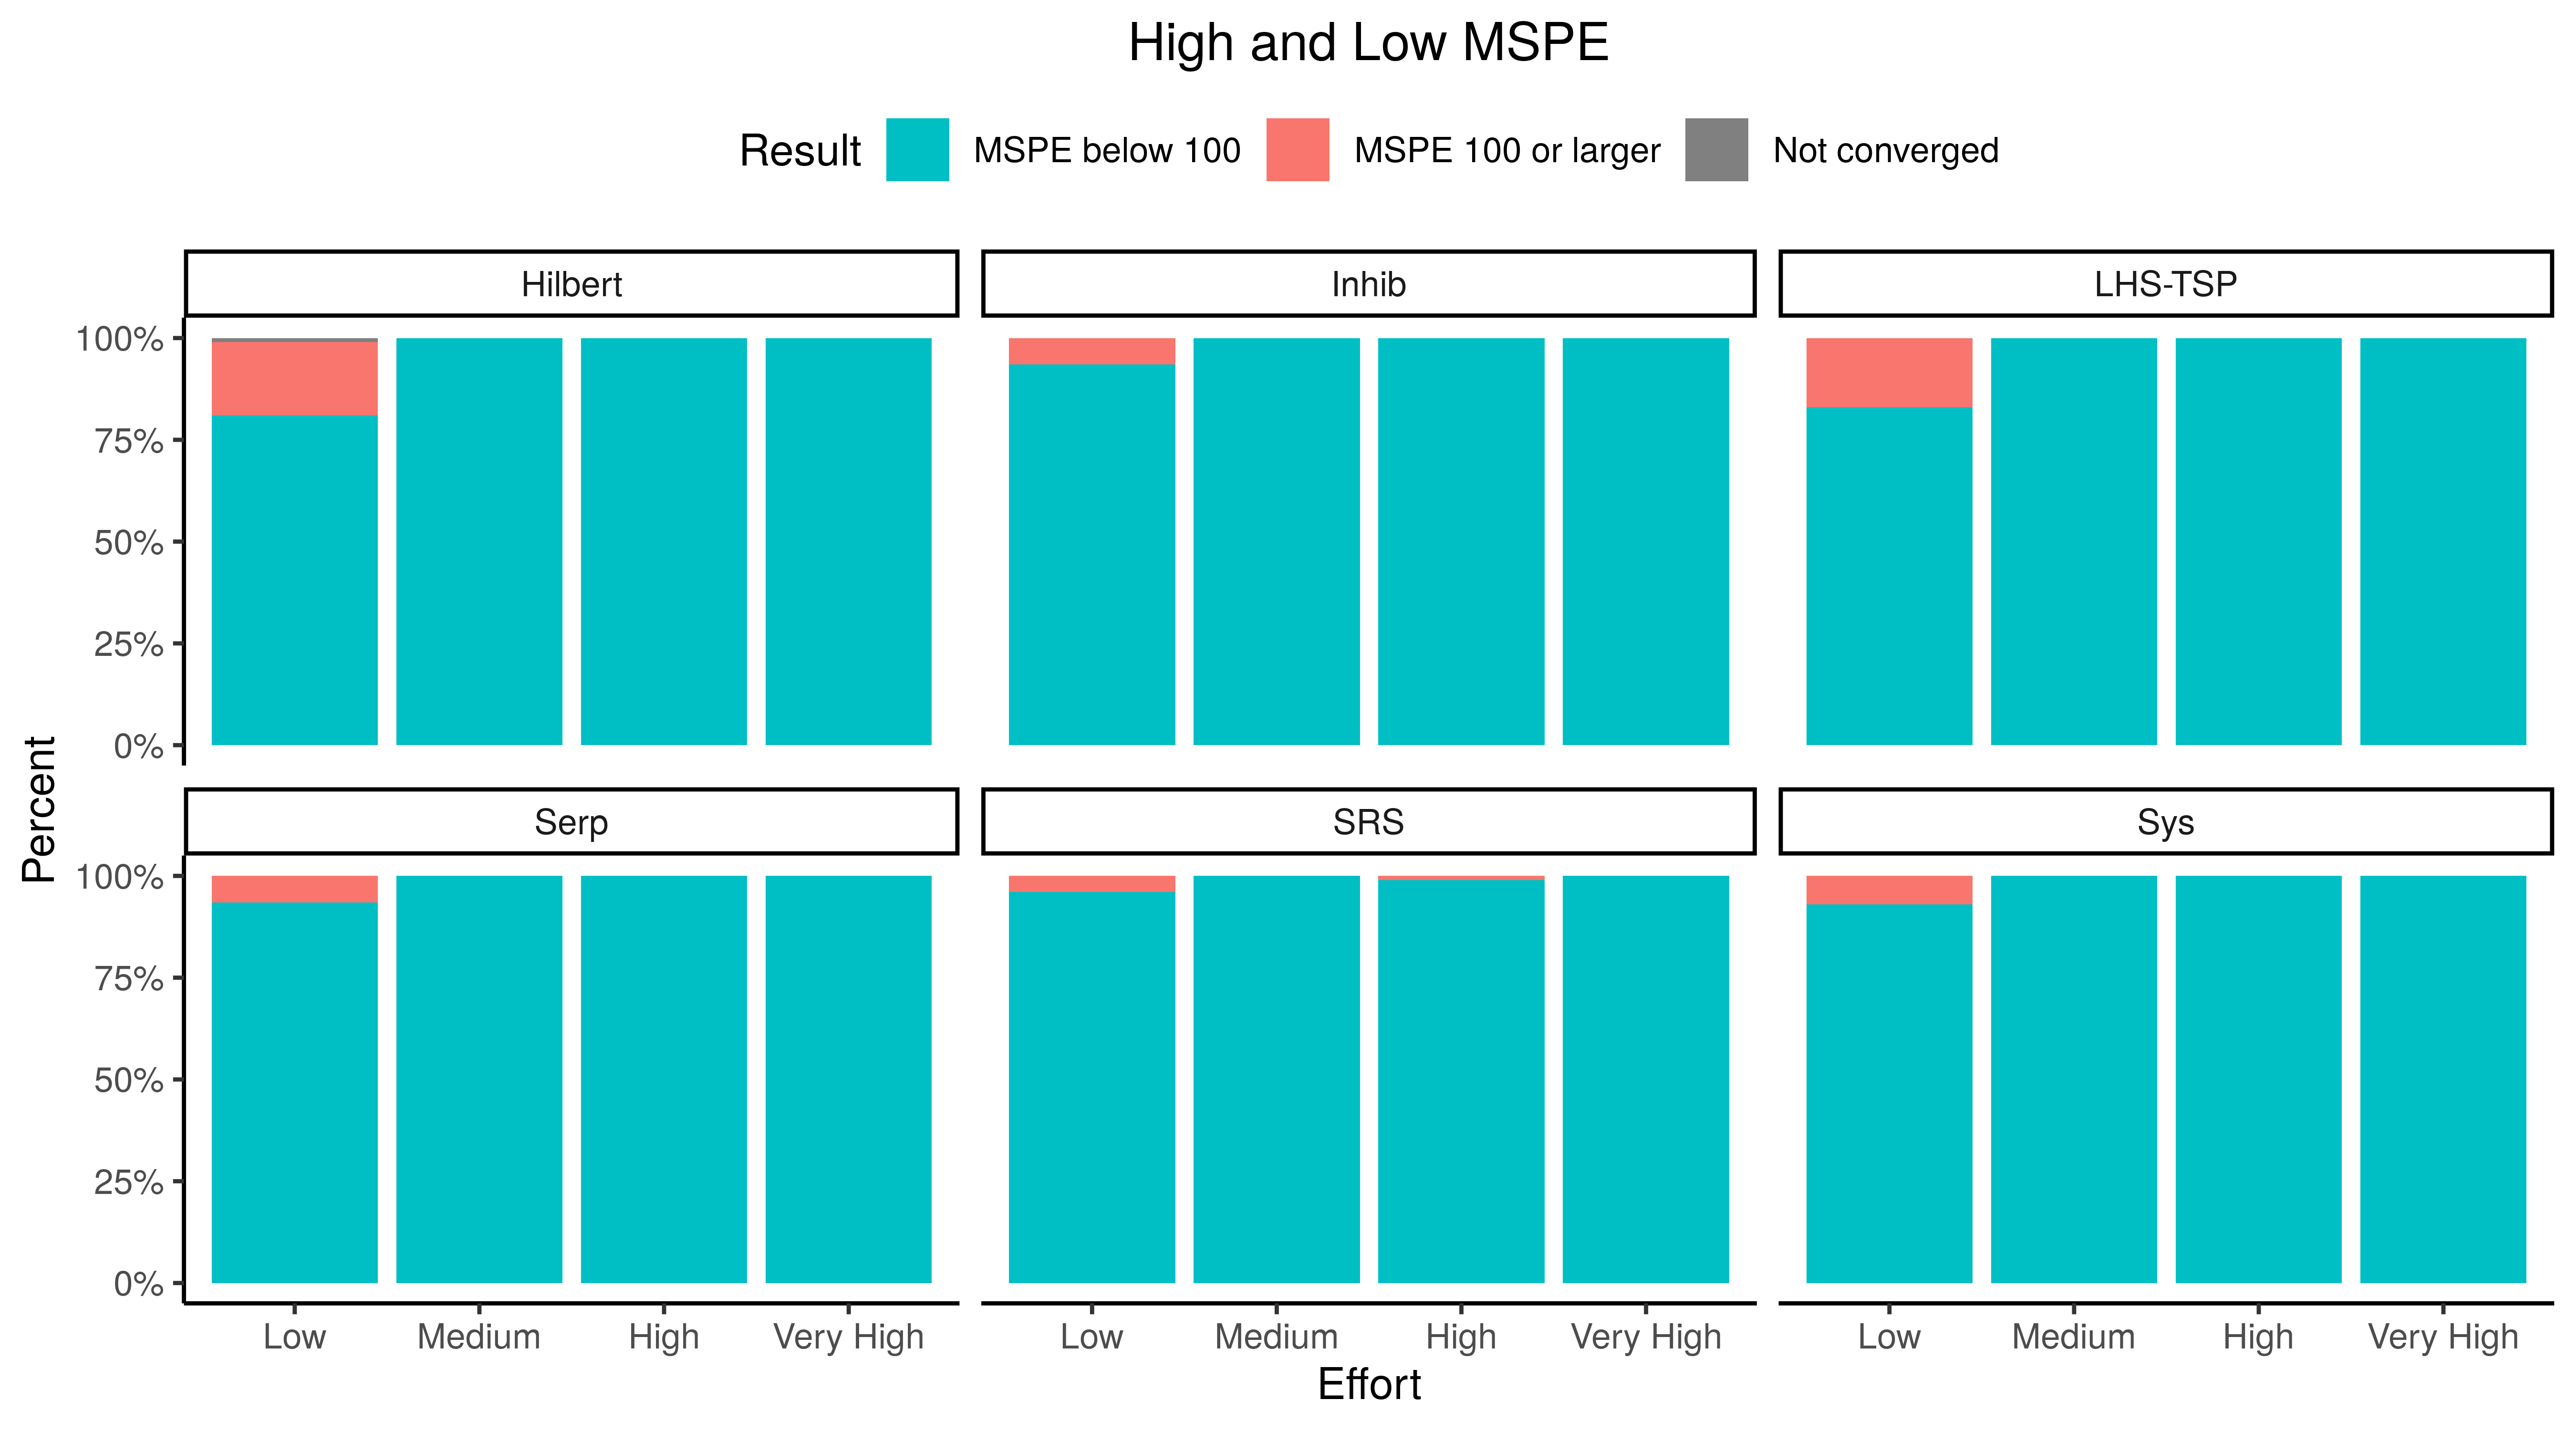 High and Low MSPE
Result MSPE below 100 MSPE 100 or larger Not converged
Hilbert Inhib LHS-TSP
100%
75%
50%
25%
0%
Percent
Serp SRS Sys
100%
75%
50%
25%
0%
Low Medium High Very High Low Medium High Very High Low Medium High Very High
Effort